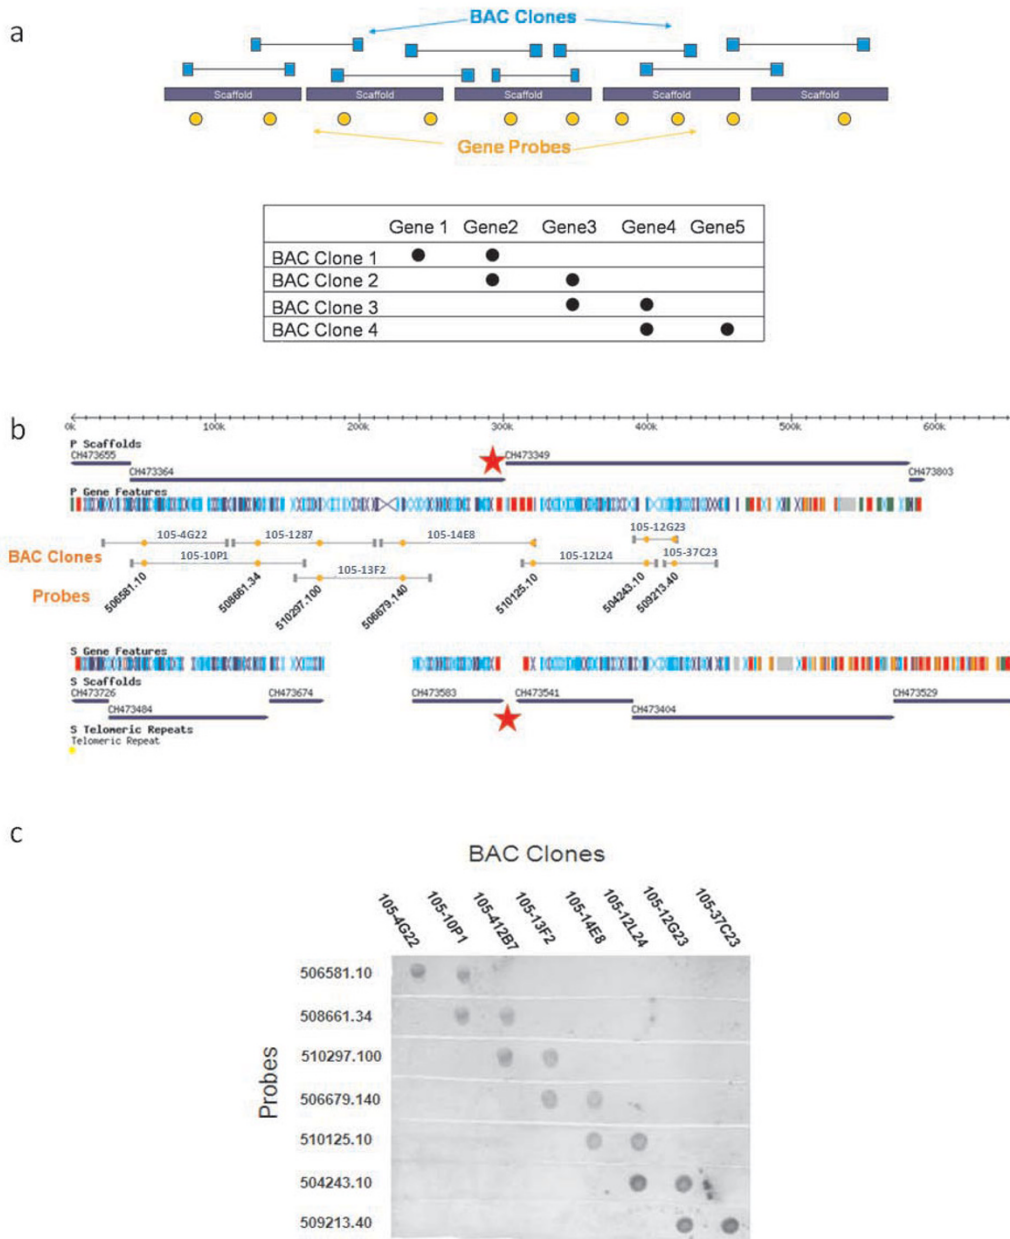 a
BAC Clones
Scaffold Scaffold Scaffold Scaffold Scaffold
Gene Probes
Gene 1 Gene2 Gene3 Gene4 Gene5
BAC Clone 1
BAC Clone 2
BAC Clone 3
BAC Clone 4
b
0k 100k 200k 300k 400k 500k 600k
P Scaffolds
CH473655 CH473349
CH473364 CH473803
P Gene Features
105-4G22 105-1287 105-14E8 105-12G23
BAC Clones 105-10P1 105-13F2 105-12L24 105-37C23
Probes
506581.10 508661.34 510297.100 506679.140 510125.10 504243.10 509213.40
S Gene Features
S Scaffolds
CH473726 CH473674 CH473583 CH473541 CH473529
CH473484 CH473404
S Telomeric Repeats
Telomeric Repeat
c
BAC Clones
105-4G22 105-10P1 105-412B7 105-13F2 105-14E8 105-12L24 105-12G23 105-37C23
Probes
506581.10
508661.34
510297.100
506679.140
510125.10
504243.10
509213.40